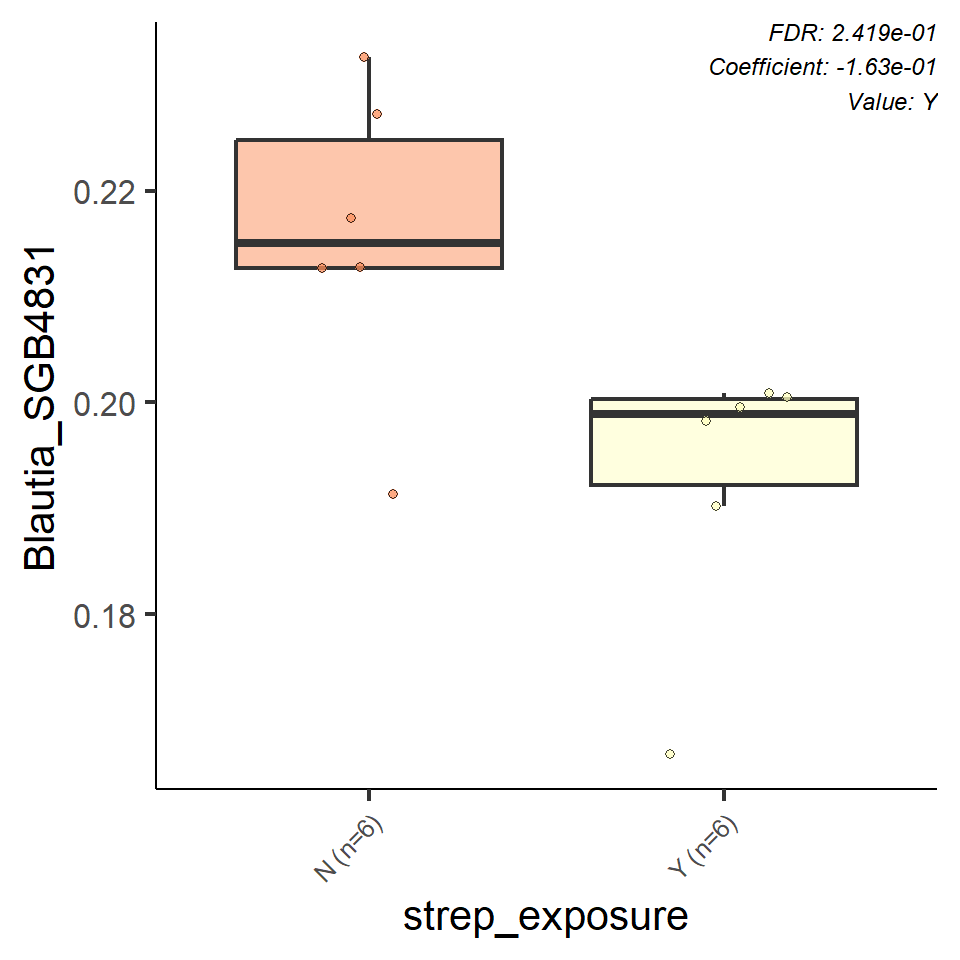 FDR: 2.419e-01
Coefficient: -1.63e-01
Value: Y
Blautia_SGB4831
0.22
0.20
0.18
N (n=6)
Y (n=6)
strep_exposure